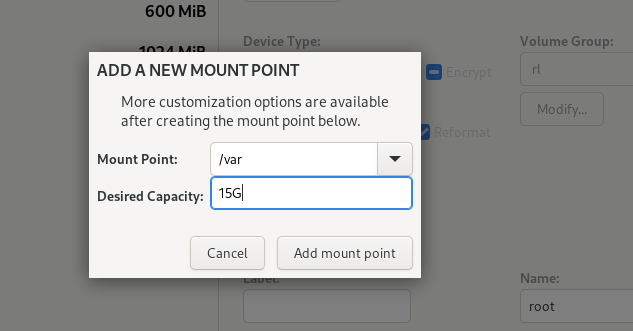 600 MiB
1024 MiB
Device Type:
Volume Group:
Encrypt
rl
Modify...
Reformat
ADD A NEW MOUNT POINT
More customization options are available
after creating the mount point below.
Mount Point:
/var
Desired Capacity:
15G
Cancel
Add mount point
Label:
Name:
root